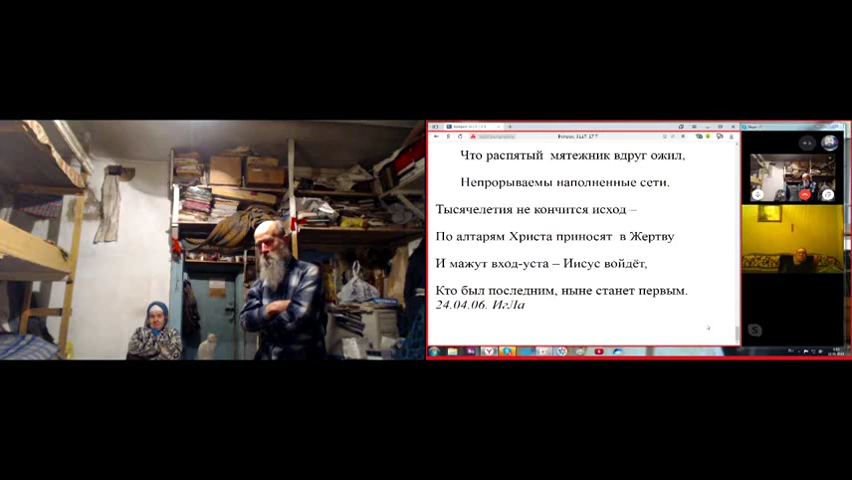 Что распятый мятежник вдруг ожил,
Непрорываемы наполненные сети.
Тысячелетия не кончится исход –
По алтарям Христа приносят в Жертву
И мажут вход-уста – Иисус войдёт,
Кто был последним, ныне станет первым.
24.04.06. ИгЛа